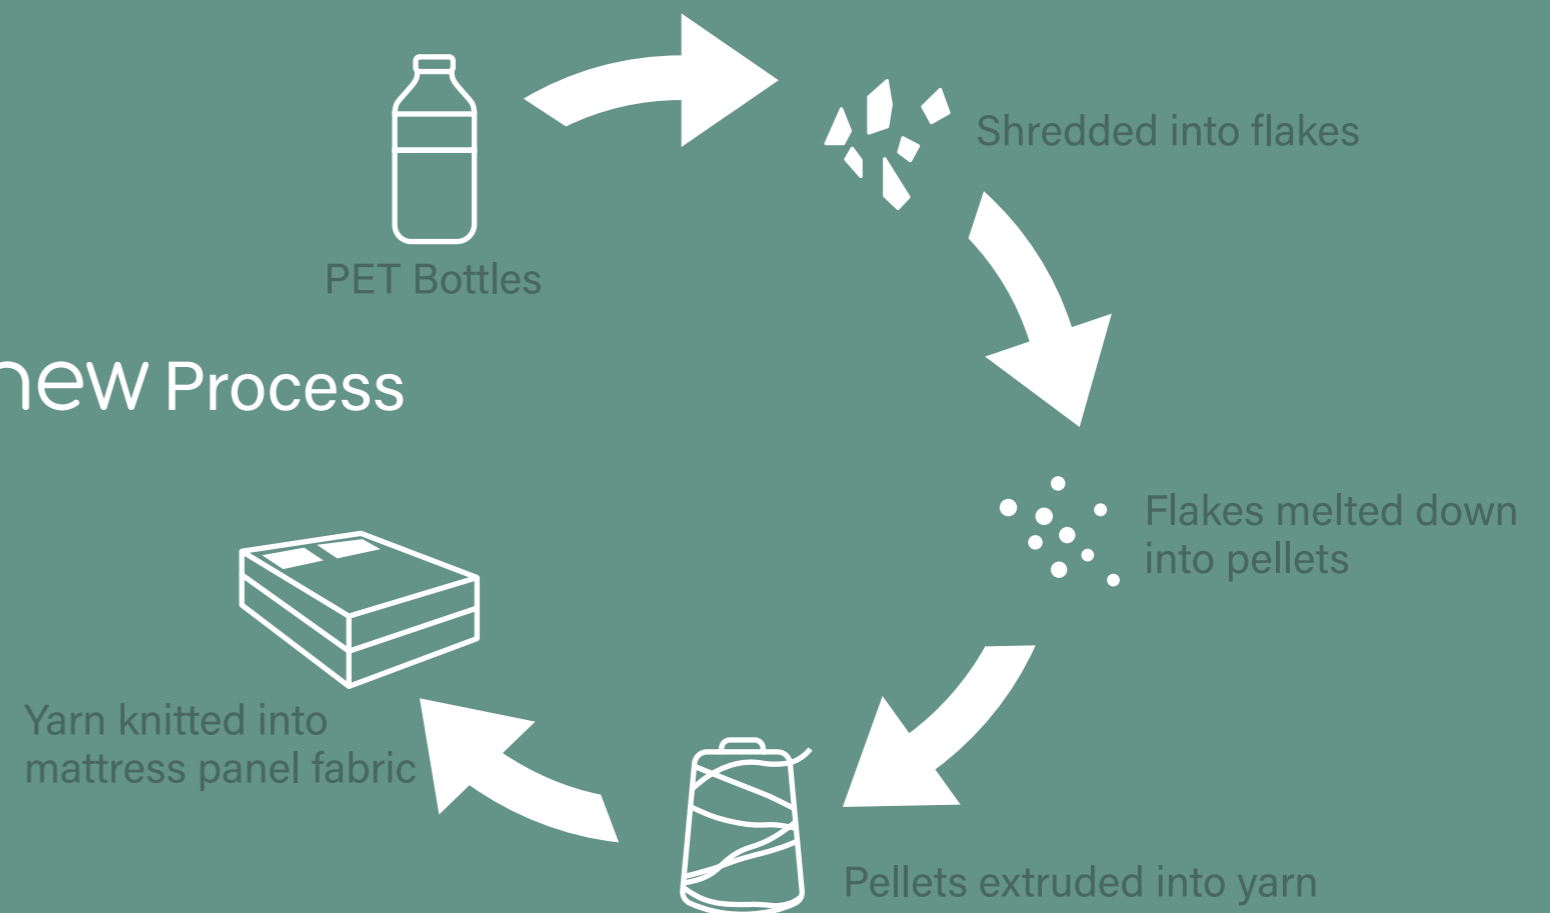 Shredded into flakes
PET Bottles
new Process
Flakes melted down
into pellets
Yarn knitted into
mattress panel fabric
Pellets extruded into yarn